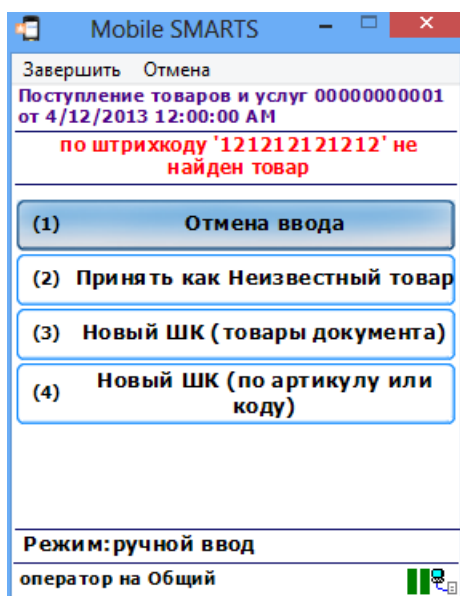 Mobile SMARTS
Завершить Отмена
Поступление товаров и услуг 00000000001
от 4/12/2013 12:00:00 AM
по штрихкоду '121212121212' не
найден товар
(1) Отмена ввода
(2) Принять как Неизвестный товар
(3) Новый ШК (товары документа)
(4) Новый ШК (по артикулу или
коду)
Режим:ручной ввод
оператор на Общий